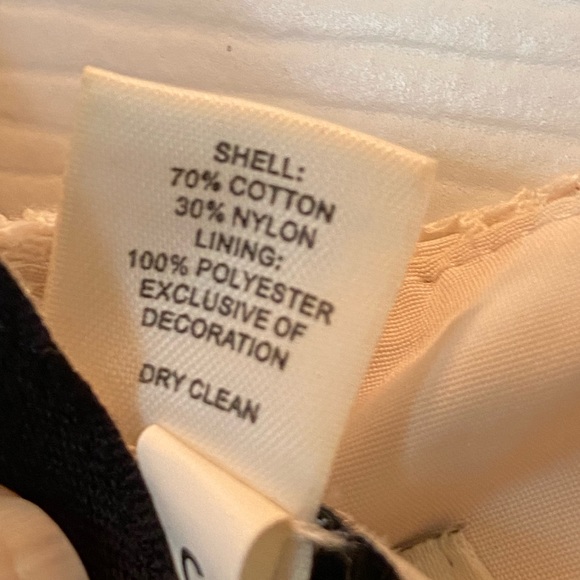 SHELL:
70% COTTON
30% NYLON
LINING:
100% POLYESTER
EXCLUSIVE OF
DECORATION
DRY CLEAN